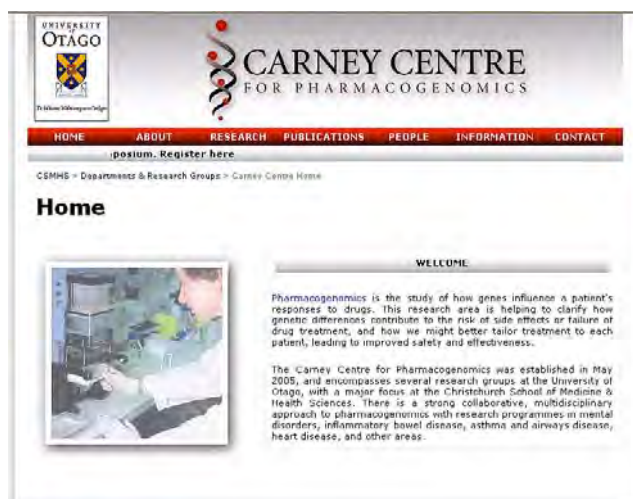 UNIVERSITY
of
OTAGO
CARNEY CENTRE
FOR PHARMACOGENOMICS
HOME ABOUT RESEARCH PUBLICATIONS PEOPLE INFORMATION CONTACT
posium. Register here
CSMHS > Departments & Research Groups > Carney Centre Home
Home
WELCOME
Pharmacogenomics is the study of how genes influence a patient's
responses to drugs. This research area is helping to clarify how
genetic differences contribute to the risk of side effects or failure of
drug treatment, and how we might better tailor treatment to each
patient, leading to improved safety and effectiveness.
The Carney Centre for Pharmacogenomics was established in May
2005, and encompasses several research groups at the University of
Otago, with a major focus at the Christchurch School of Medicine &
Health Sciences. There is a strong collaborative, multidisciplinary
approach to pharmacogenomics with research programmes in mental
disorders, inflammatory bowel disease, asthma and airways disease,
heart disease, and other areas.